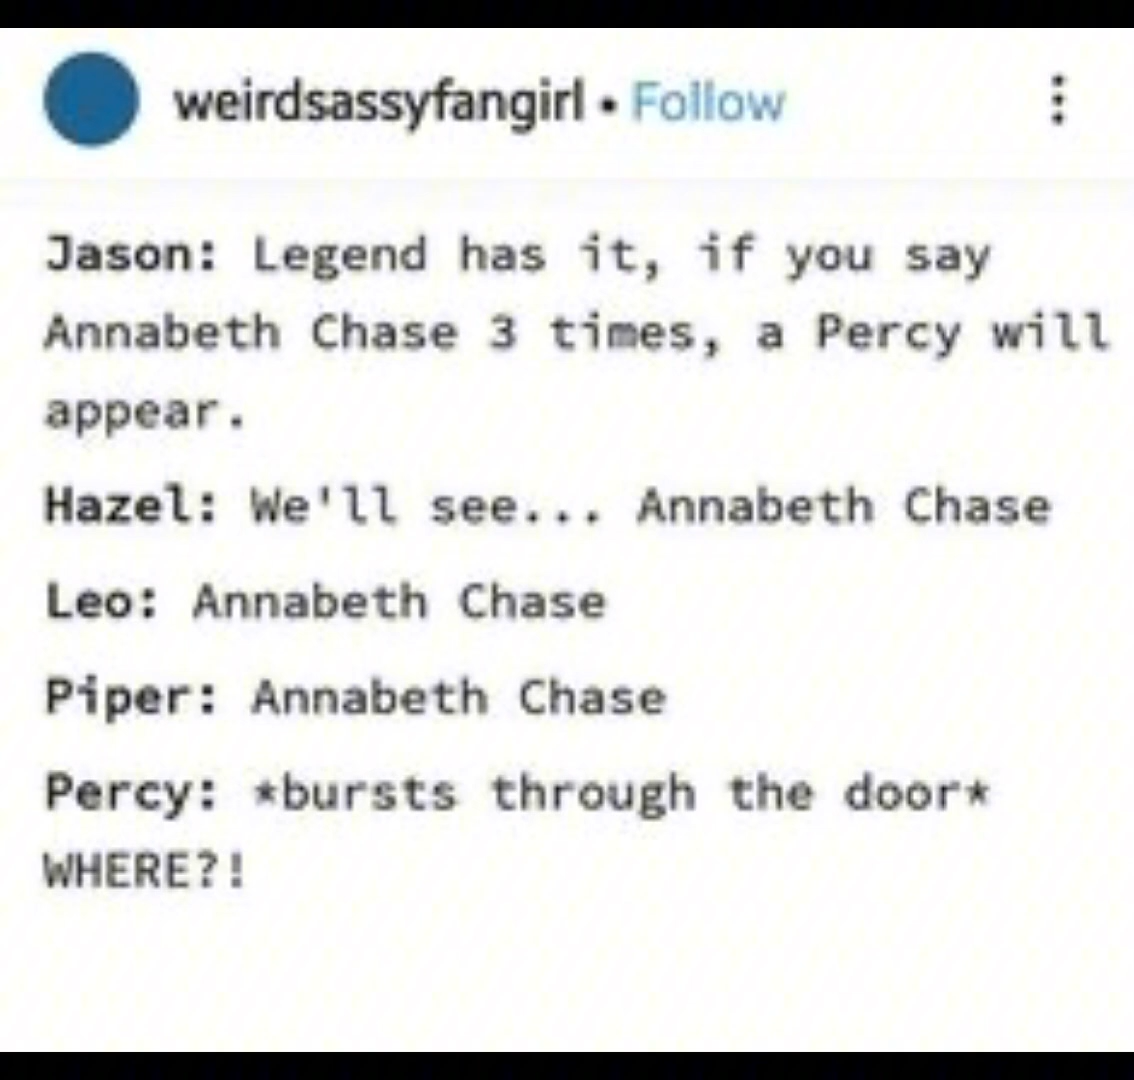 weirdsassyfangirl • Follow
Jason: Legend has it, if you say
Annabeth Chase 3 times, a Percy will
appear.
Hazel: We'll see... Annabeth Chase
Leo: Annabeth Chase
Piper: Annabeth Chase
Percy: *bursts through the door*
WHERE?!